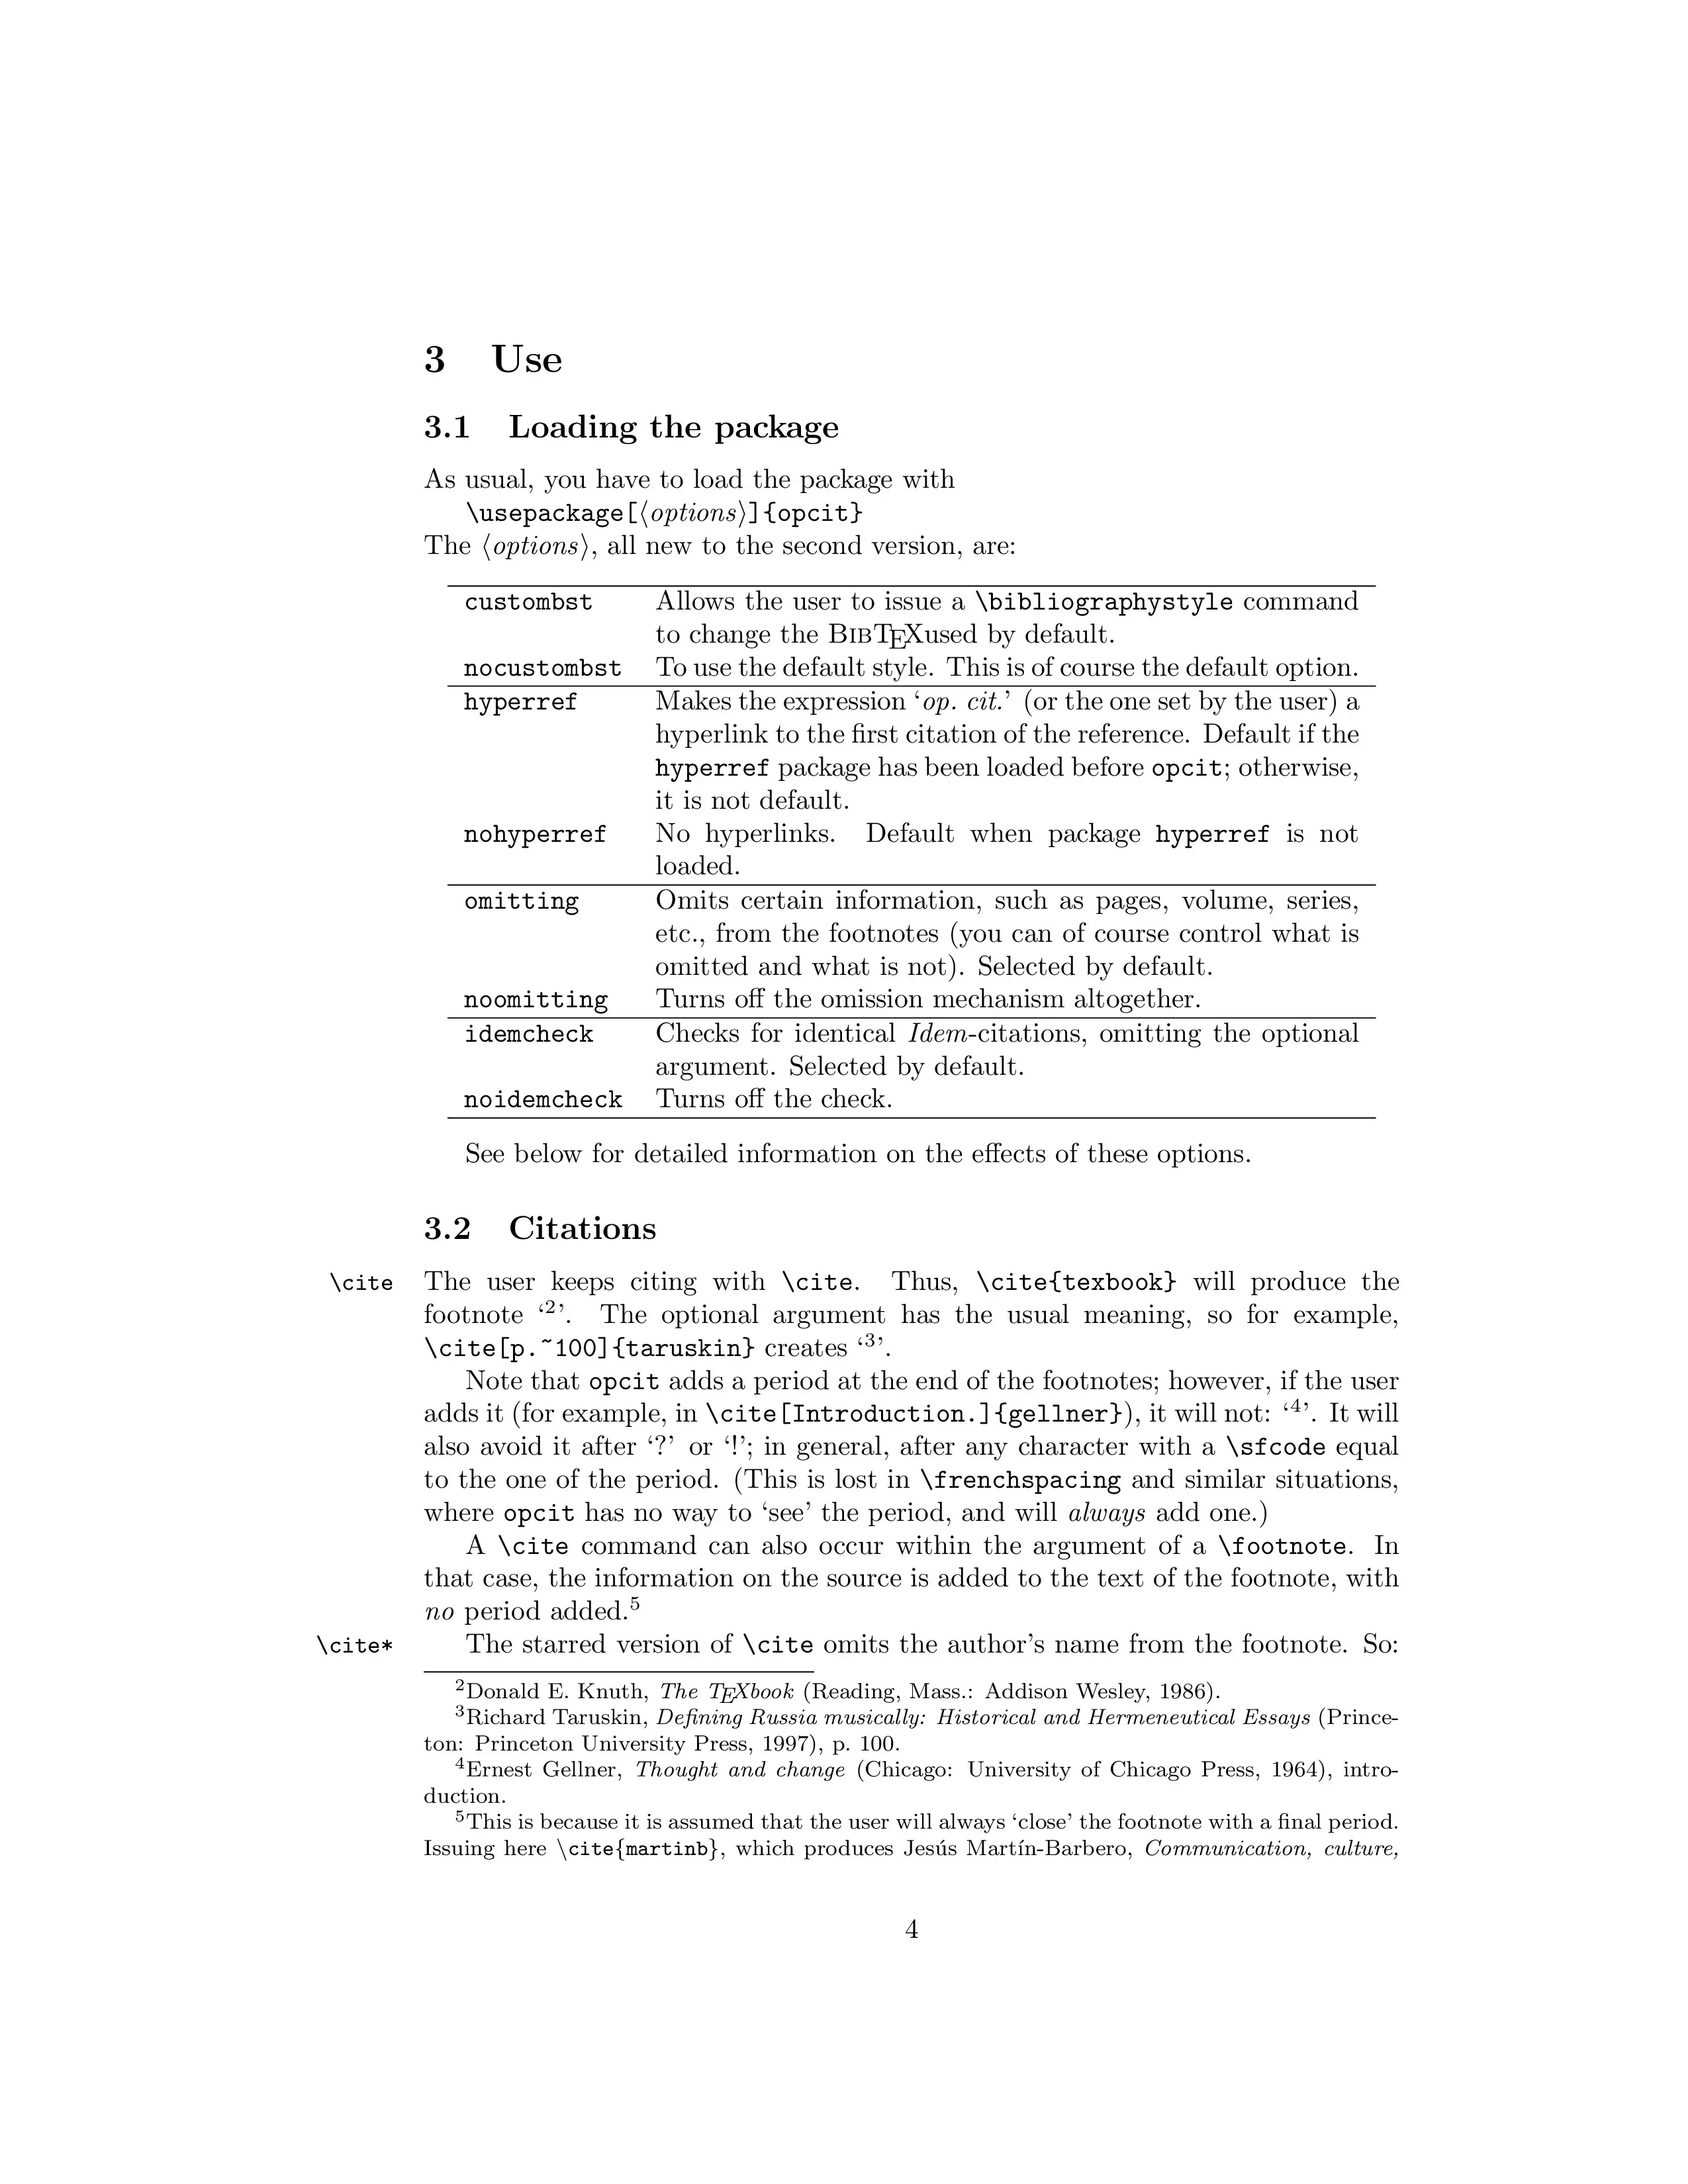 3 Use
3.1 Loading the package
As usual, you have to load the package with
\usepackage[⟨options⟩]{opcit}
The ⟨options⟩, all new to the second version, are:
custombst Allows the user to issue a \bibliographystyle command
to change the BIBTEXused by default.
nocustombst To use the default style. This is of course the default option.
hyperref Makes the expression ‘op. cit.’ (or the one set by the user) a
hyperlink to the first citation of the reference. Default if the
hyperref package has been loaded before opcit; otherwise,
it is not default.
nohyperref No hyperlinks. Default when package hyperref is not
loaded.
omitting Omits certain information, such as pages, volume, series,
etc., from the footnotes (you can of course control what is
omitted and what is not). Selected by default.
noomitting Turns off the omission mechanism altogether.
idemcheck Checks for identical Idem-citations, omitting the optional
argument. Selected by default.
noidemcheck Turns off the check.
See below for detailed information on the effects of these options.
3.2 Citations
\cite The user keeps citing with \cite. Thus, \cite{texbook} will produce the
footnote ‘2’. The optional argument has the usual meaning, so for example,
\cite[p.~100]{taruskin} creates ‘3’.
Note that opcit adds a period at the end of the footnotes; however, if the user
adds it (for example, in \cite[Introduction.]{gellner}), it will not: ‘4’. It will
also avoid it after ‘?’ or ‘!’; in general, after any character with a \sfcode equal
to the one of the period. (This is lost in \frenchspacing and similar situations,
where opcit has no way to ‘see’ the period, and will always add one.)
A \cite command can also occur within the argument of a \footnote. In
that case, the information on the source is added to the text of the footnote, with
no period added.5
\cite* The starred version of \cite omits the author’s name from the footnote. So:
2Donald E. Knuth, The TEXbook (Reading, Mass.: Addison Wesley, 1986).
3Richard Taruskin, Defining Russia musically: Historical and Hermeneutical Essays (Prince-
ton: Princeton University Press, 1997), p. 100.
4Ernest Gellner, Thought and change (Chicago: University of Chicago Press, 1964), intro-
duction.
5This is because it is assumed that the user will always ‘close’ the footnote with a final period.
Issuing here \cite{martinb}, which produces Jesús Martín-Barbero, Communication, culture,
4